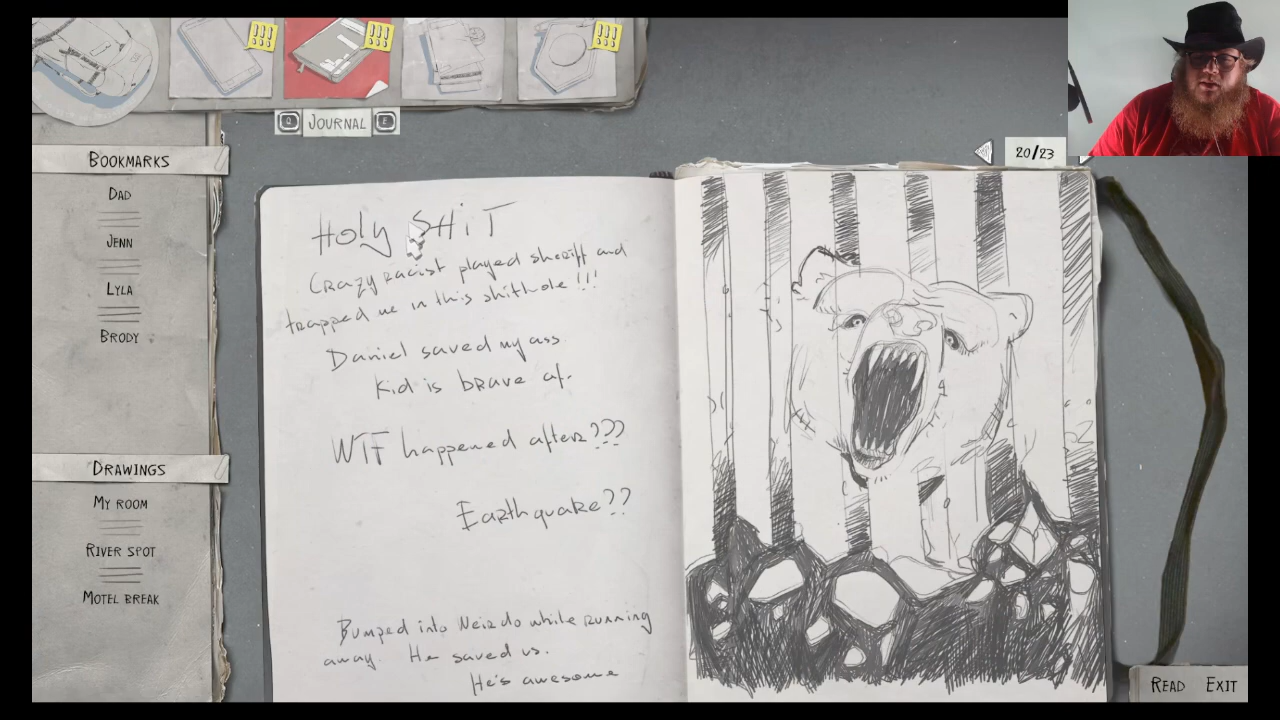 Journal
Q
E
20/23
Bookmarks
Dad
Jenn
Lyla
Brody
Drawings
My room
River spot
Motel break
Holy SHiT
Crazy racist played sheriff and
trapped me in this shithole!!!
Daniel saved my ass
Kid is brave af.
WTF happened after???
Earthquake??
Bumped into Weirdo while running
away. He saved us.
He's awesome
Read
Exit